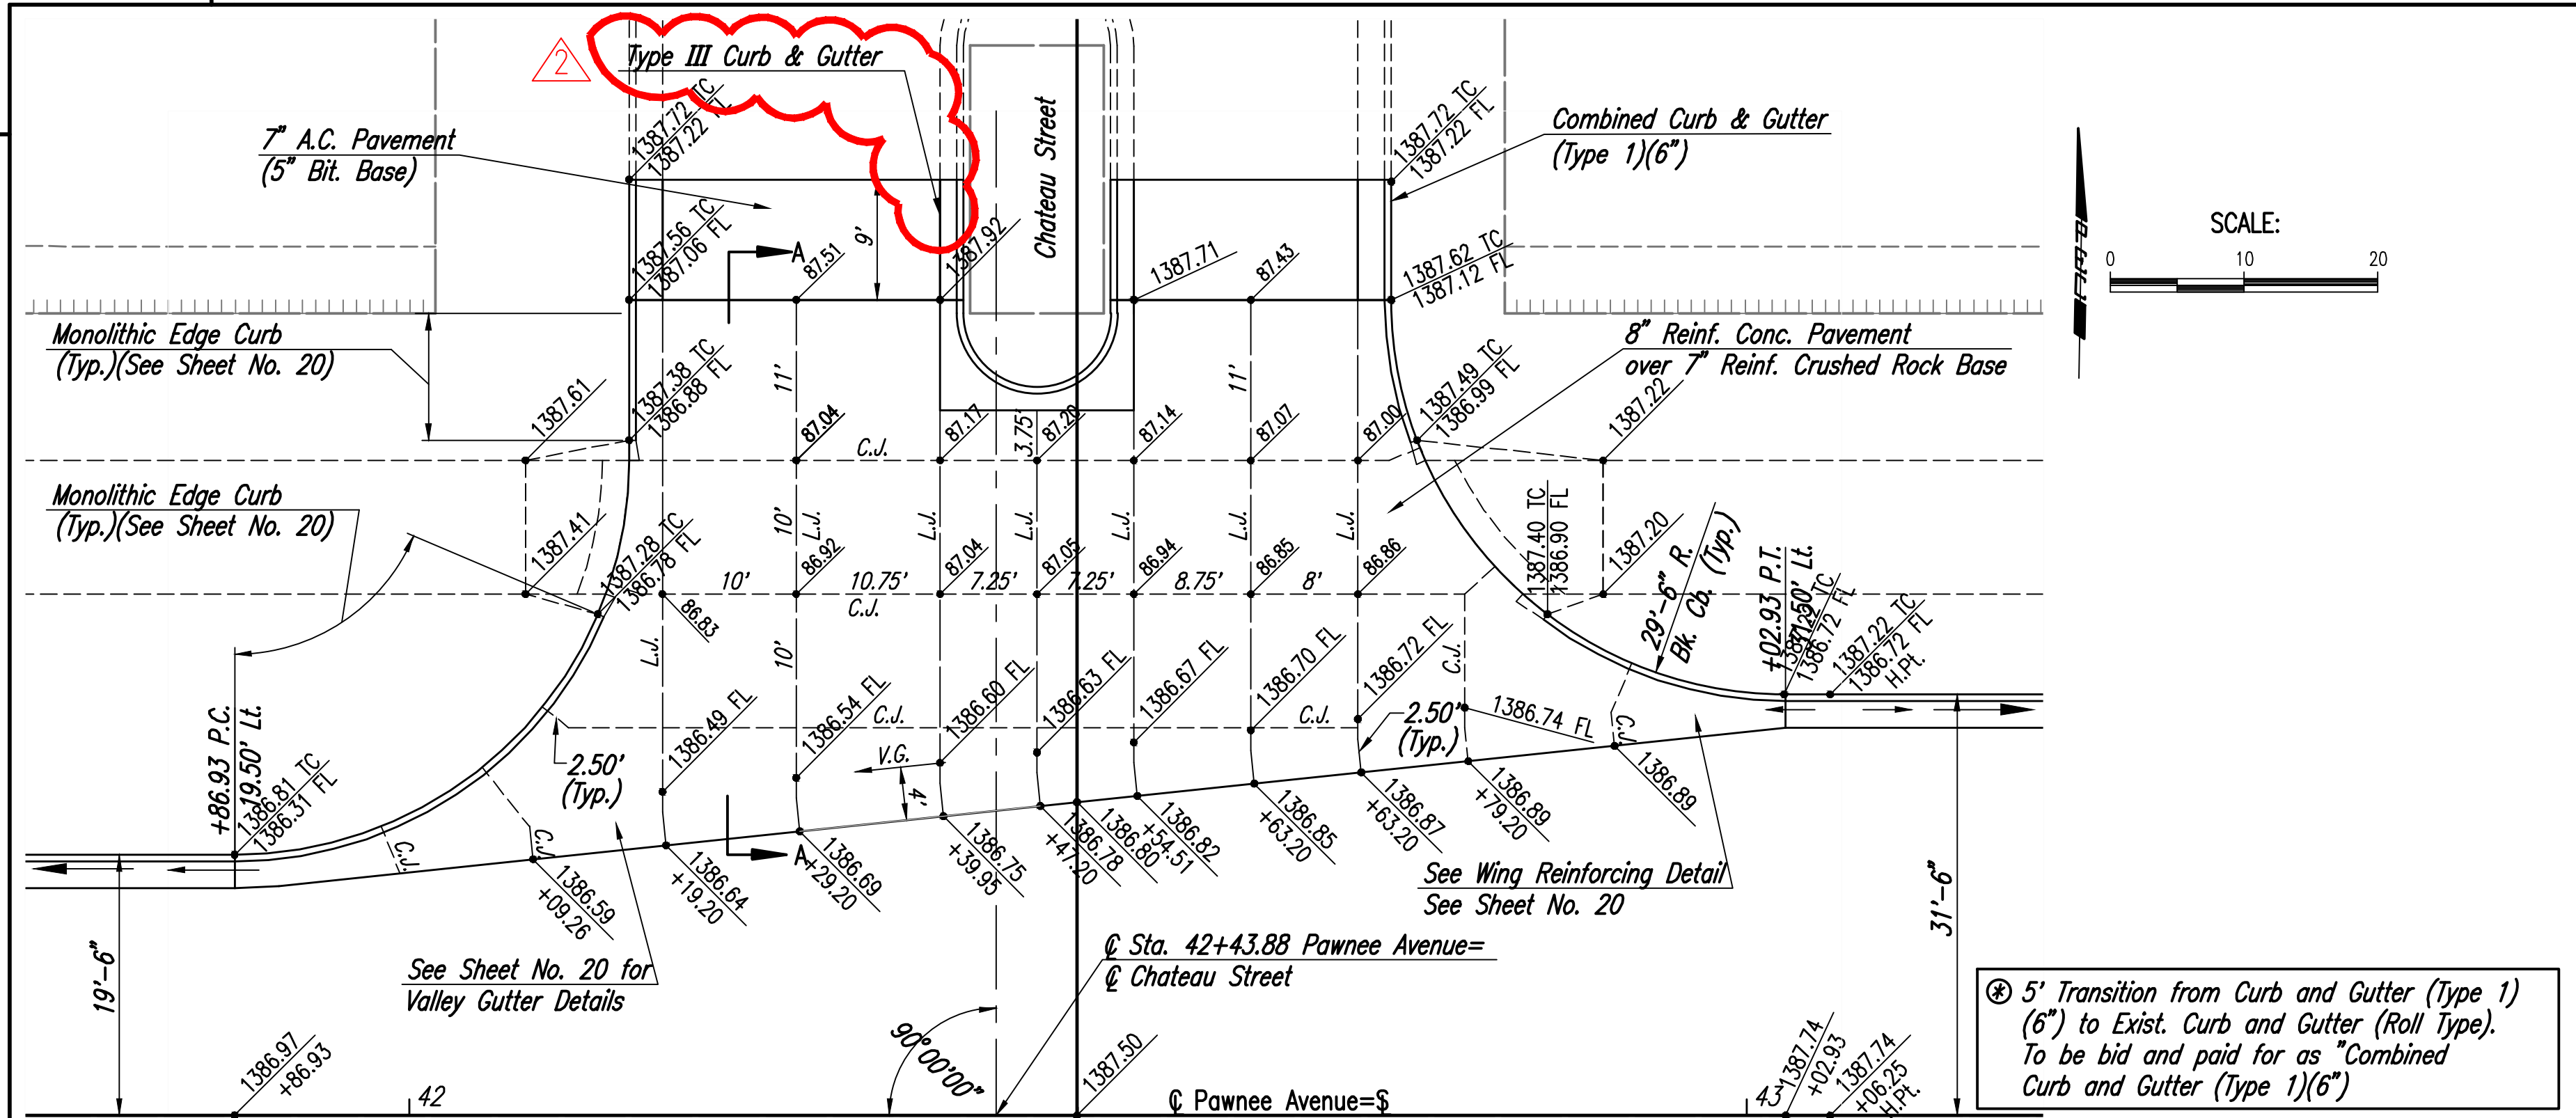 2
Type III Curb & Gutter
7" A.C. Pavement
(5" Bit. Base)
1387.72 TC
1387.22 FL
Chateau Street
1387.72 TC
1387.22 FL
Combined Curb & Gutter
(Type 1)(6")
SCALE:
0 10 20
1387.56 TC
1387.06 FL
A
87.51
9'
1387.92
1387.71
87.43
1387.62 TC
1387.12 FL
Monolithic Edge Curb
(Typ.)(See Sheet No. 20)
8" Reinf. Conc. Pavement
over 7" Reinf. Crushed Rock Base
1387.61
1387.38 TC
1386.88 FL
11'
87.04
C.J.
87.17
3.75'
87.20
87.14
11'
87.07
87.00
1387.49 TC
1386.99 FL
1387.22
Monolithic Edge Curb
(Typ.)(See Sheet No. 20)
1387.41
1387.28 TC
1386.78 FL
10'
L.J.
L.J.
L.J.
L.J.
L.J.
L.J.
1387.40 TC
1386.90 FL
1387.20
29'-6" R.
Bk. Cb. (Typ.)
+02.93 P.T.
1386.72 FL
1387.22 TC
1386.72 FL
H.Pt.
86.83
10'
86.92
10.75'
C.J.
87.04
7.25'
87.05
7.25'
86.94
8.75'
86.85
8'
86.86
L.J.
10'
1386.49 FL
1386.54 FL
C.J.
1386.60 FL
1386.63 FL
1386.67 FL
1386.70 FL
C.J.
1386.72 FL
C.J.
2.50'
(Typ.)
1386.74 FL
C.J.
+86.93 P.C.
19.50' Lt.
1386.81 TC
1386.31 FL
2.50'
(Typ.)
V.G.
4'
C.J.
C.J.
A
1386.59
+09.26
1386.64
+19.20
1386.69
+29.20
1386.75
+39.95
1386.78
+47.20
1386.80
1386.82
+54.51
1386.85
+63.20
1386.87
+63.20
1386.89
+79.20
1386.89
See Wing Reinforcing Detail
See Sheet No. 20
19'-6"
31'-6"
See Sheet No. 20 for
Valley Gutter Details
℄ Sta. 42+43.88 Pawnee Avenue=
℄ Chateau Street
90°00'00"
1386.97
+86.93
42
1387.50
℄ Pawnee Avenue=
43
1387.74
+02.93
1387.74
+06.25
H.Pt.
5' Transition from Curb and Gutter (Type 1)
(6") to Exist. Curb and Gutter (Roll Type).
To be bid and paid for as "Combined
Curb and Gutter (Type 1)(6")